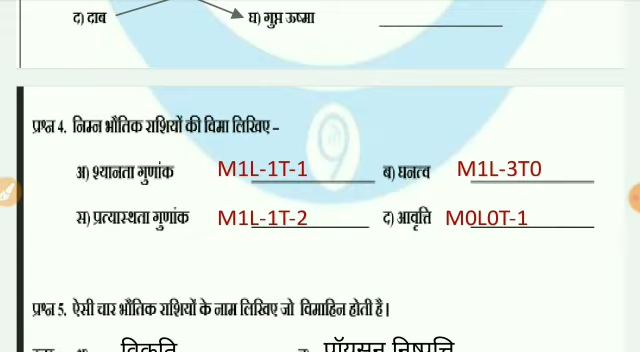 द) दाब घ) गुप्त ऊष्मा
प्रश्न 4. निम्न भौतिक राशियों की विमा लिखिए -
अ) श्यानता गुणांक M1L-1T-1 ब) घनत्व M1L-3T0
स) प्रत्यास्थता गुणांक M1L-1T-2 द) आवृत्ति M0L0T-1
प्रश्न 5. ऐसी चार भौतिक राशियों के नाम लिखिए जो विमाहिन होती है।
विकृति पॉयसन निष्पत्ति